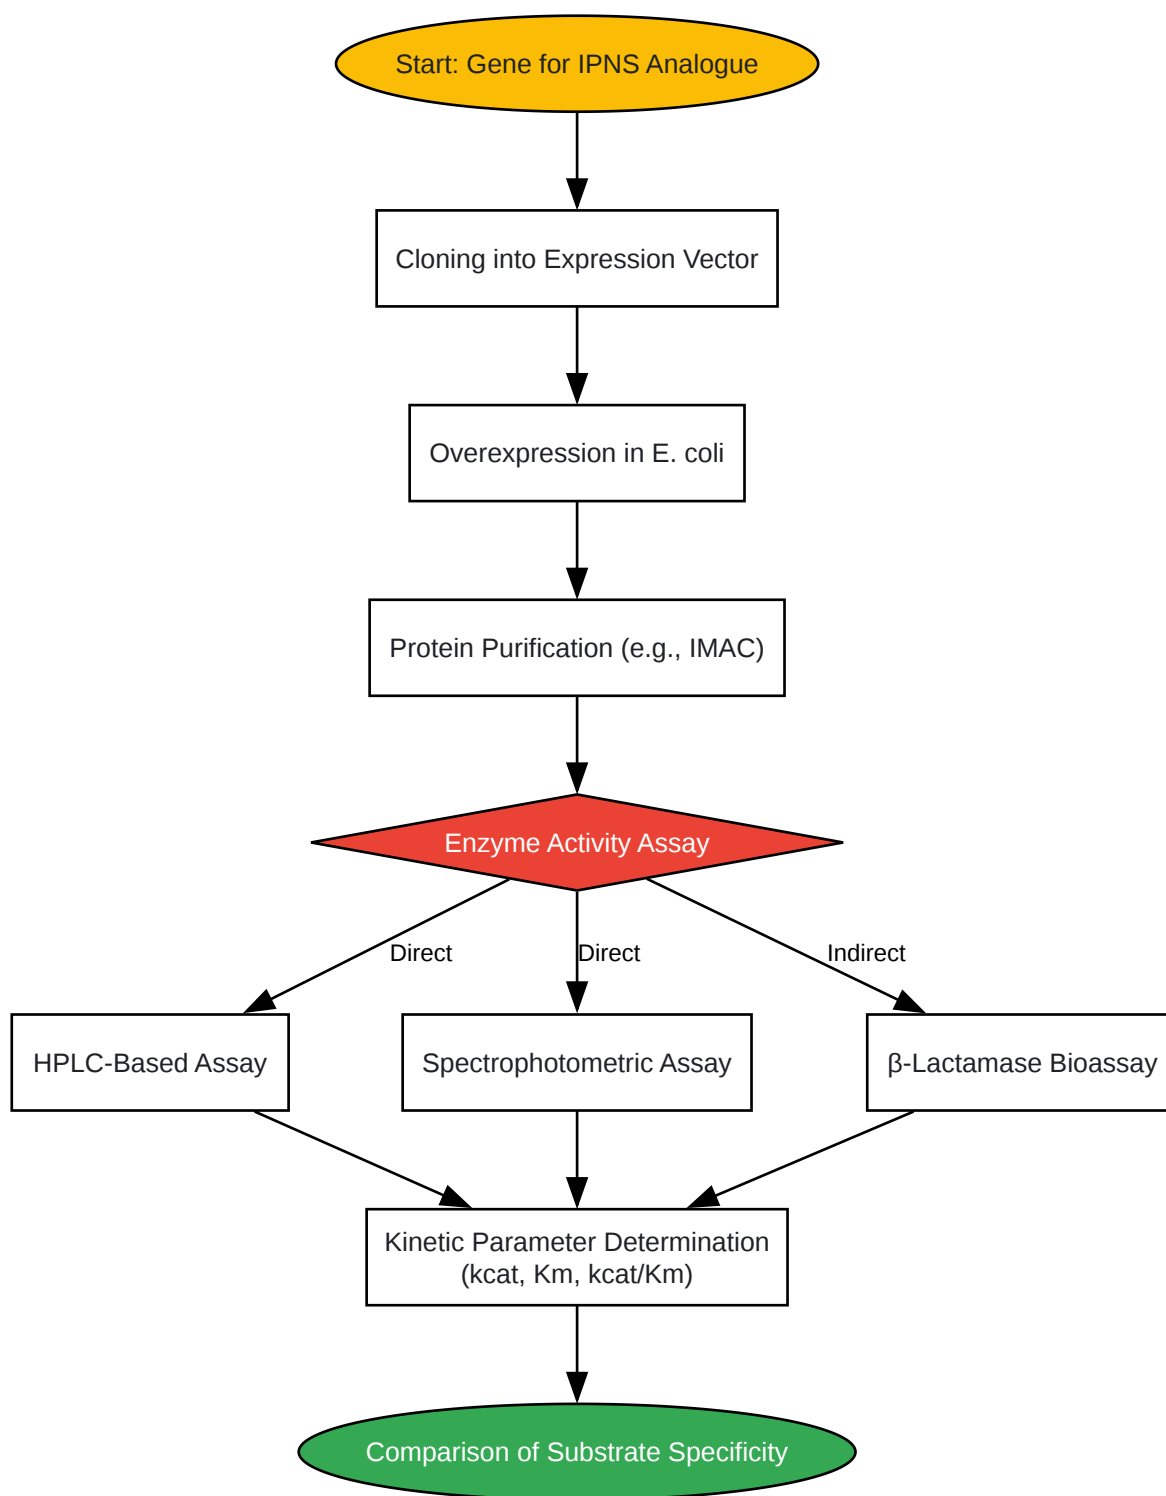 Start: Gene for IPNS Analogue
Cloning into Expression Vector
Overexpression in E. coli
Protein Purification (e.g., IMAC)
Enzyme Activity Assay
Direct
Direct
Indirect
HPLC-Based Assay
Spectrophotometric Assay
β-Lactamase Bioassay
Kinetic Parameter Determination
(kcat, Km, kcat/Km)
Comparison of Substrate Specificity